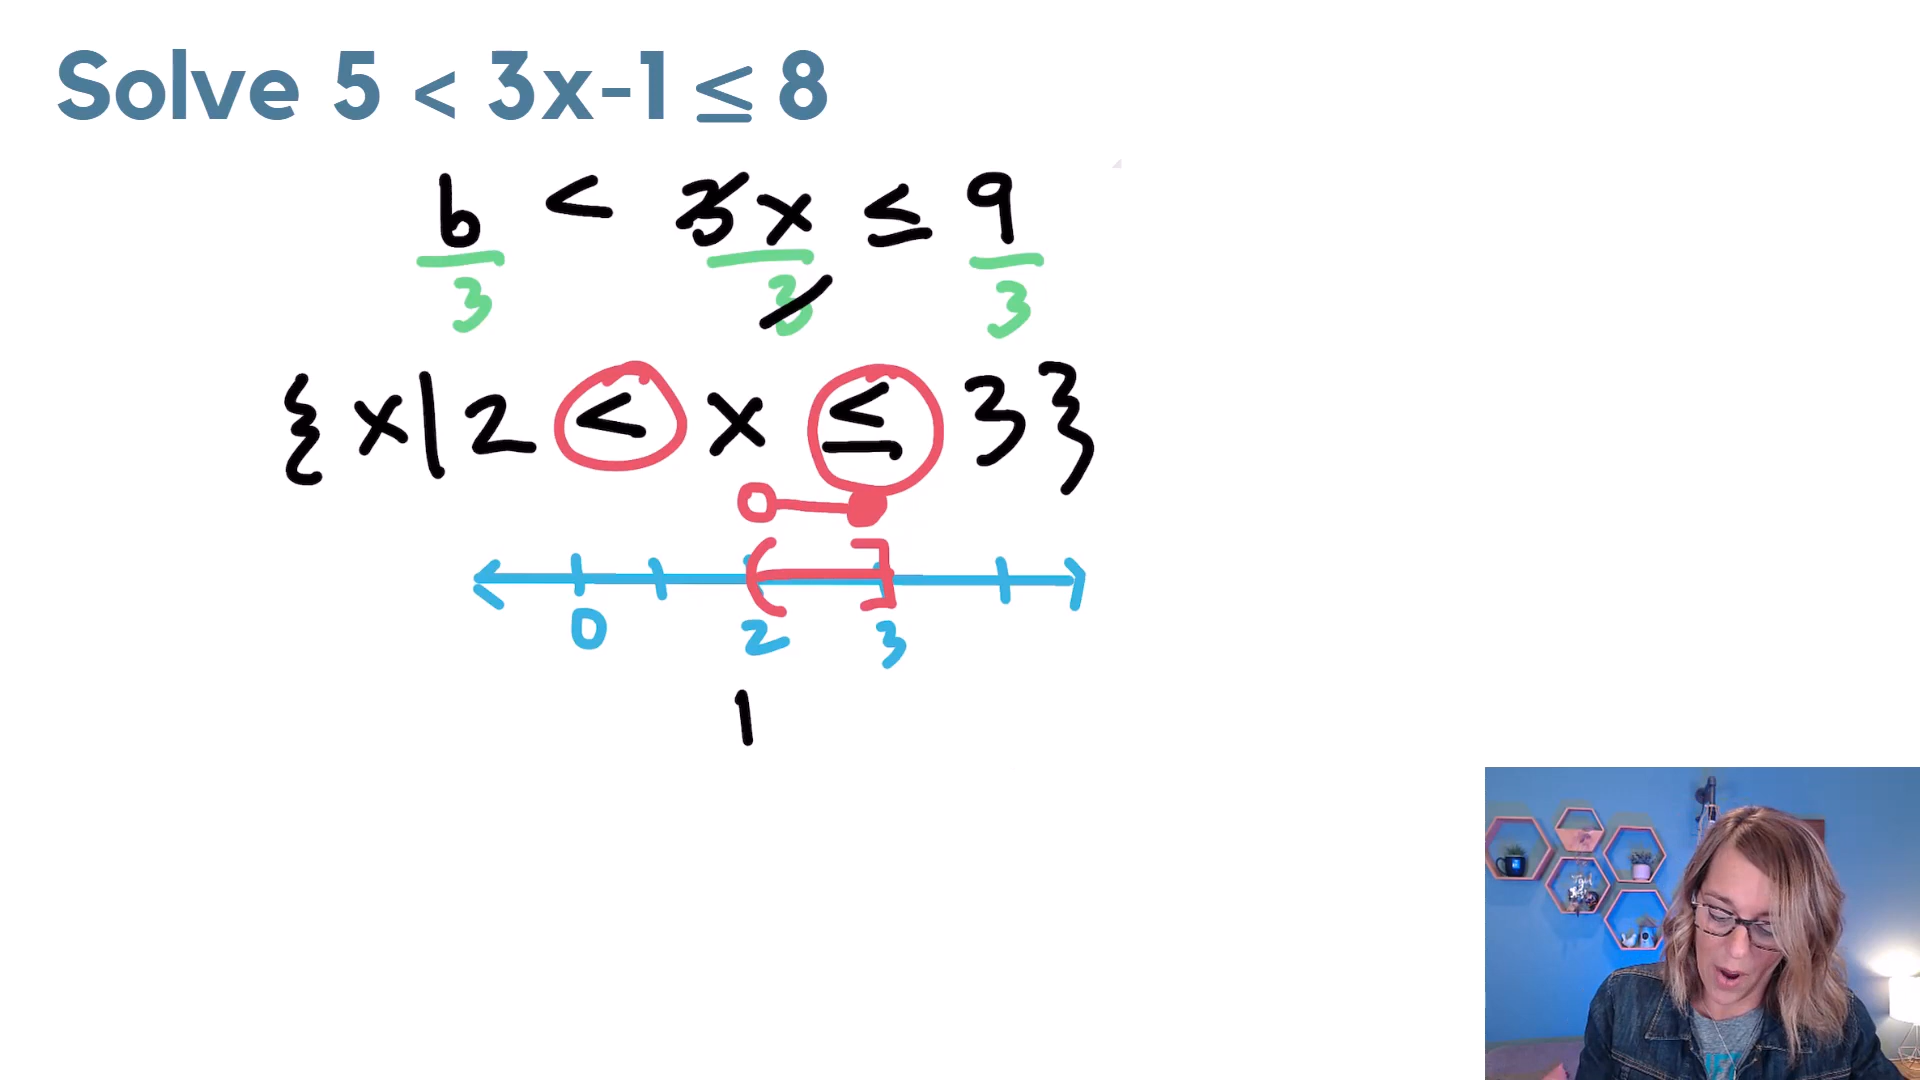 Solve 5 < 3x-1 ≤ 8
6 < 3x ≤ 9
3 3 3
{x|2 < x ≤ 3}
0 2 3
1